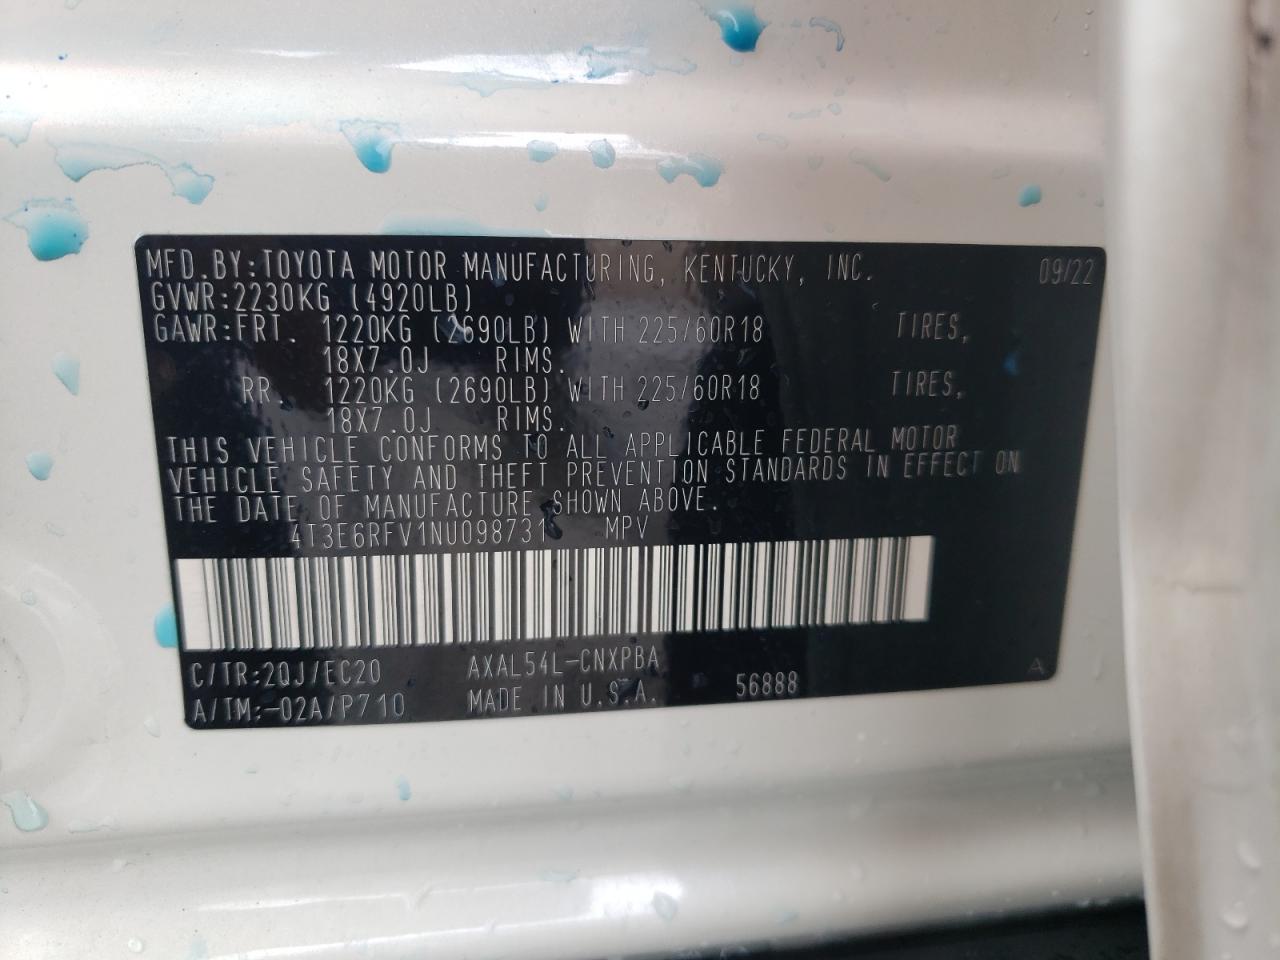 MFD.BY:TOYOTA MOTOR MANUFACTURING, KENTUCKY, INC. 09/22
GVWR:2230KG (4920LB)
GAWR:FRT. 1220KG (2690LB) WITH 225/60R18 TIRES,
18X7.0J RIMS.
RR. 1220KG (2690LB) WITH 225/60R18 TIRES,
18X7.0J RIMS.
THIS VEHICLE CONFORMS TO ALL APPLICABLE FEDERAL MOTOR
VEHICLE SAFETY AND THEFT PREVENTION STANDARDS IN EFFECT ON
THE DATE OF MANUFACTURE SHOWN ABOVE.
4T3E6RFV1NU098731 MPV
C/TR:2QJ/EC20 AXAL54L-CNXPBA
A/TM:-02A/P710 MADE IN U.S.A. 56888 A